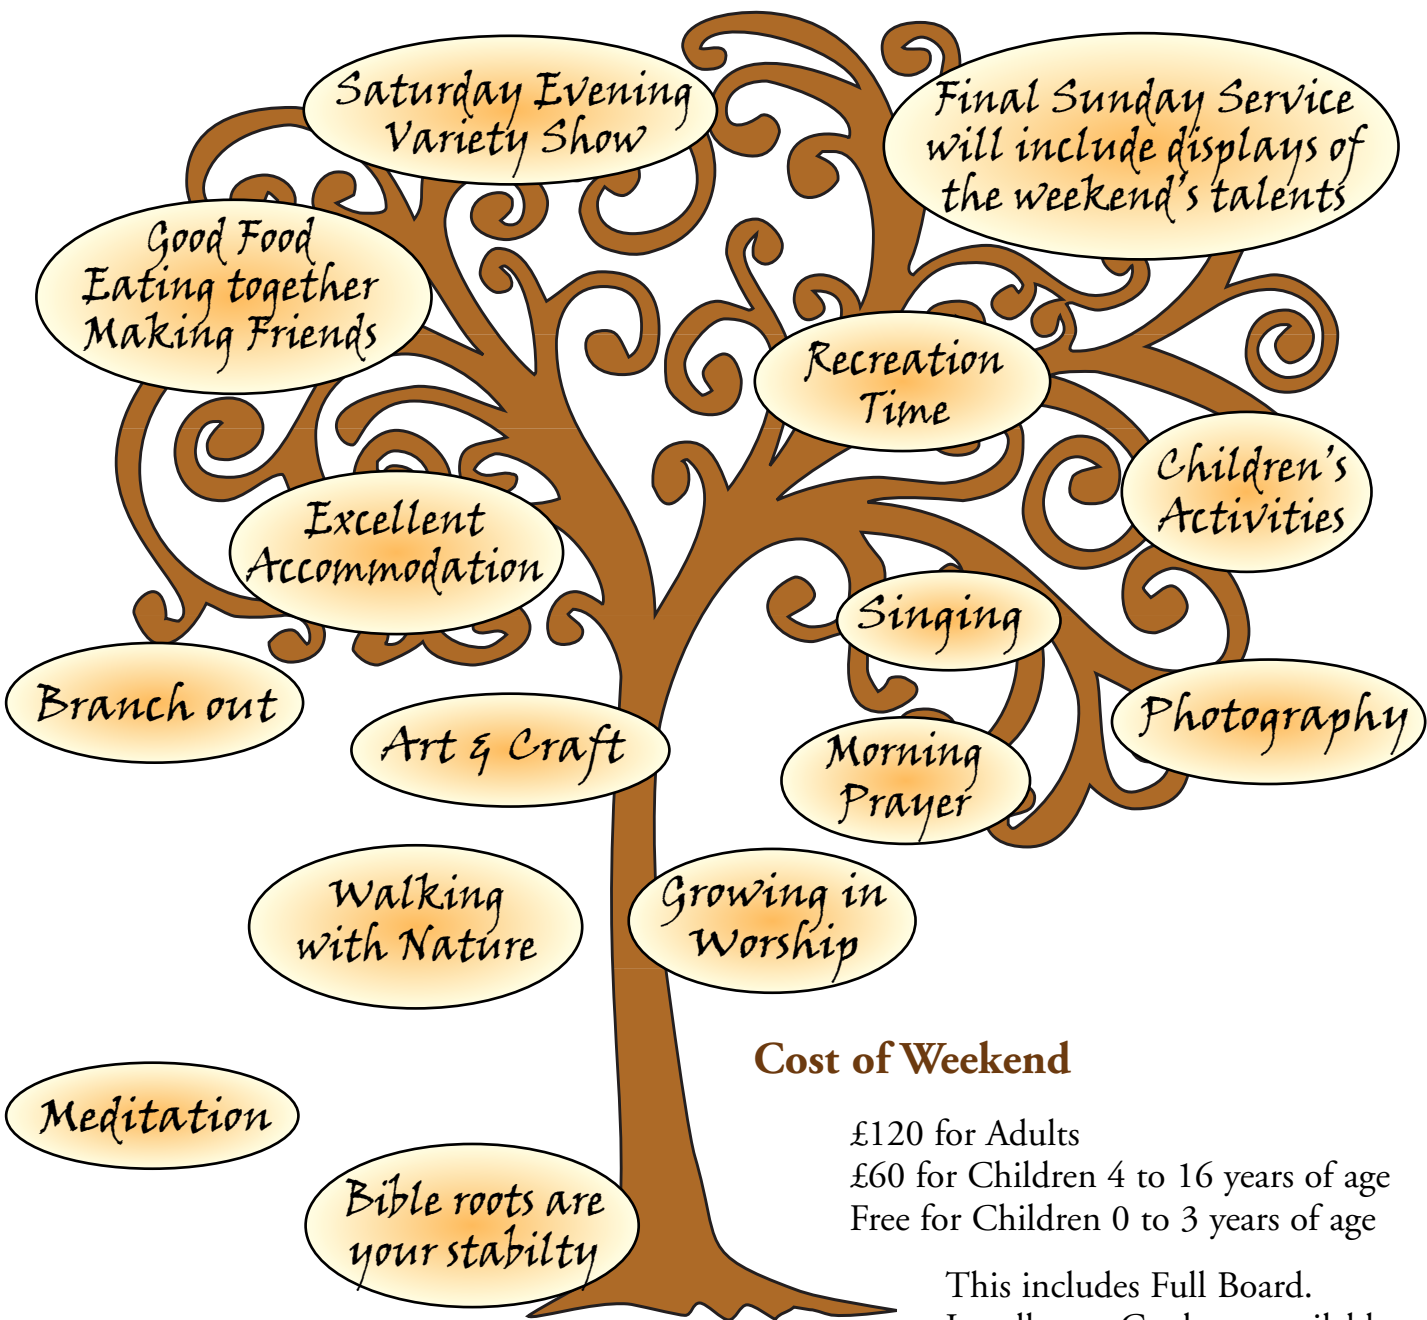 Saturday Evening
Variety Show
Final Sunday Service
will include displays of
the weekend's talents
Good Food
Eating together
Making Friends
Recreation
Time
Children's
Activities
Excellent
Accommodation
Singing
Branch out
Art & Craft
Morning
Prayer
Photography
Walking
with Nature
Growing in
Worship
Cost of Weekend
Meditation
£120 for Adults
£60 for Children 4 to 16 years of age
Free for Children 0 to 3 years of age
Bible roots are
your stabilty
This includes Full Board.